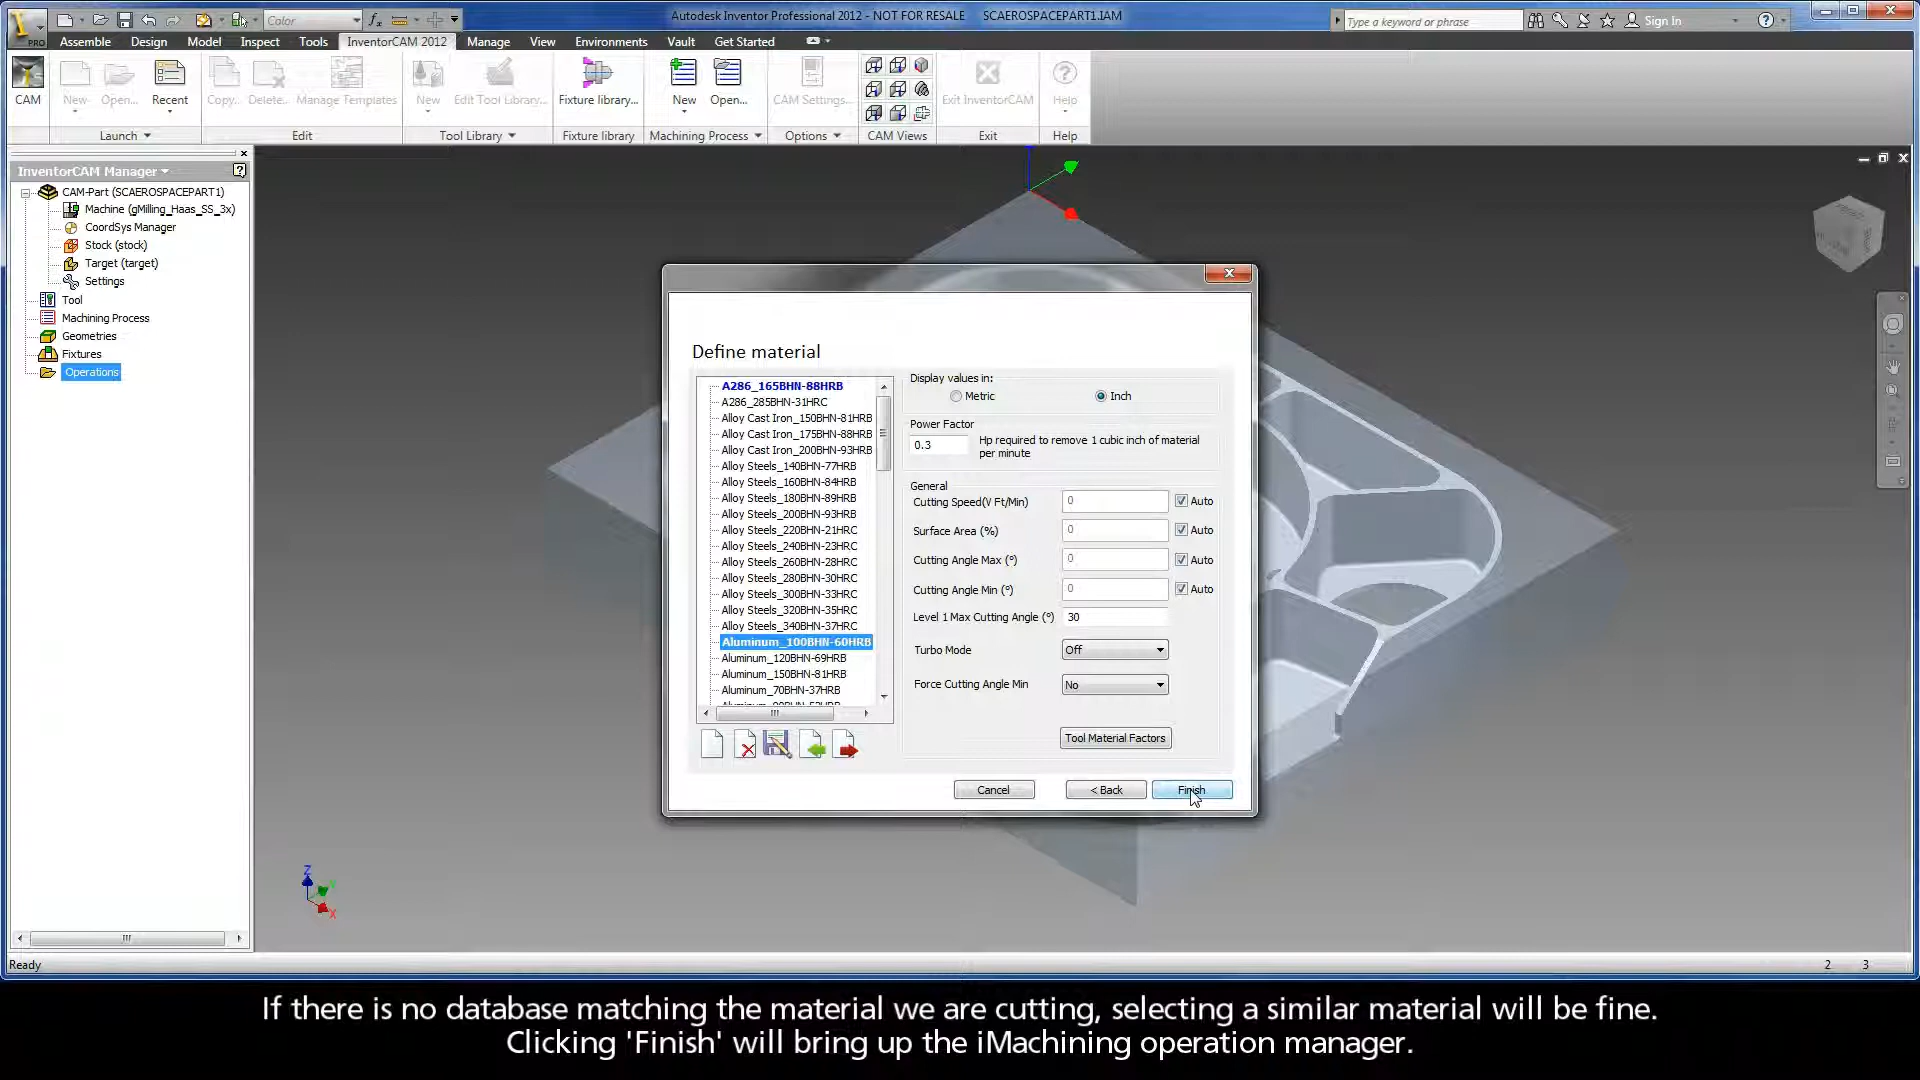 Autodesk Inventor Professional 2012 - NOT FOR RESALE SCAEROSPACEPART1.IAM
Color
Type a keyword or phrase
Sign In
PRO
Assemble Design Model Inspect Tools InventorCAM 2012 Manage View Environments Vault Get Started
CAM New... Open... Recent Copy... Delete... Manage Templates New Edit Tool Library... Fixture library... New Open... CAM Settings... Exit InventorCAM Help
Launch Edit Tool Library Fixture library Machining Process Options CAM Views Exit Help
InventorCAM Manager
CAM-Part (SCAEROSPACEPART1)
Machine (gMilling_Haas_SS_3x)
CoordSys Manager
Stock (stock)
Target (target)
Settings
Tool
Machining Process
Geometries
Fixtures
Operations
Define material
A286_165BHN-88HRB
A286_285BHN-31HRC
Alloy Cast Iron_150BHN-81HRB
Alloy Cast Iron_175BHN-88HRB
Alloy Cast Iron_200BHN-93HRB
Alloy Steels_140BHN-77HRB
Alloy Steels_160BHN-84HRB
Alloy Steels_180BHN-89HRB
Alloy Steels_200BHN-93HRB
Alloy Steels_220BHN-21HRC
Alloy Steels_240BHN-23HRC
Alloy Steels_260BHN-28HRC
Alloy Steels_280BHN-30HRC
Alloy Steels_300BHN-33HRC
Alloy Steels_320BHN-35HRC
Alloy Steels_340BHN-37HRC
Aluminum_100BHN-60HRB
Aluminum_120BHN-69HRB
Aluminum_150BHN-81HRB
Aluminum_70BHN-37HRB
Display values in:
Metric Inch
Power Factor
0.3 Hp required to remove 1 cubic inch of material
per minute
General
Cutting Speed(V Ft/Min) 0 Auto
Surface Area (%) 0 Auto
Cutting Angle Max (º) 0 Auto
Cutting Angle Min (º) 0 Auto
Level 1 Max Cutting Angle (º) 30
Turbo Mode Off
Force Cutting Angle Min No
Tool Material Factors
Cancel < Back Finish
Z
X
Ready
2 3
If there is no database matching the material we are cutting, selecting a similar material will be fine.
Clicking 'Finish' will bring up the iMachining operation manager.